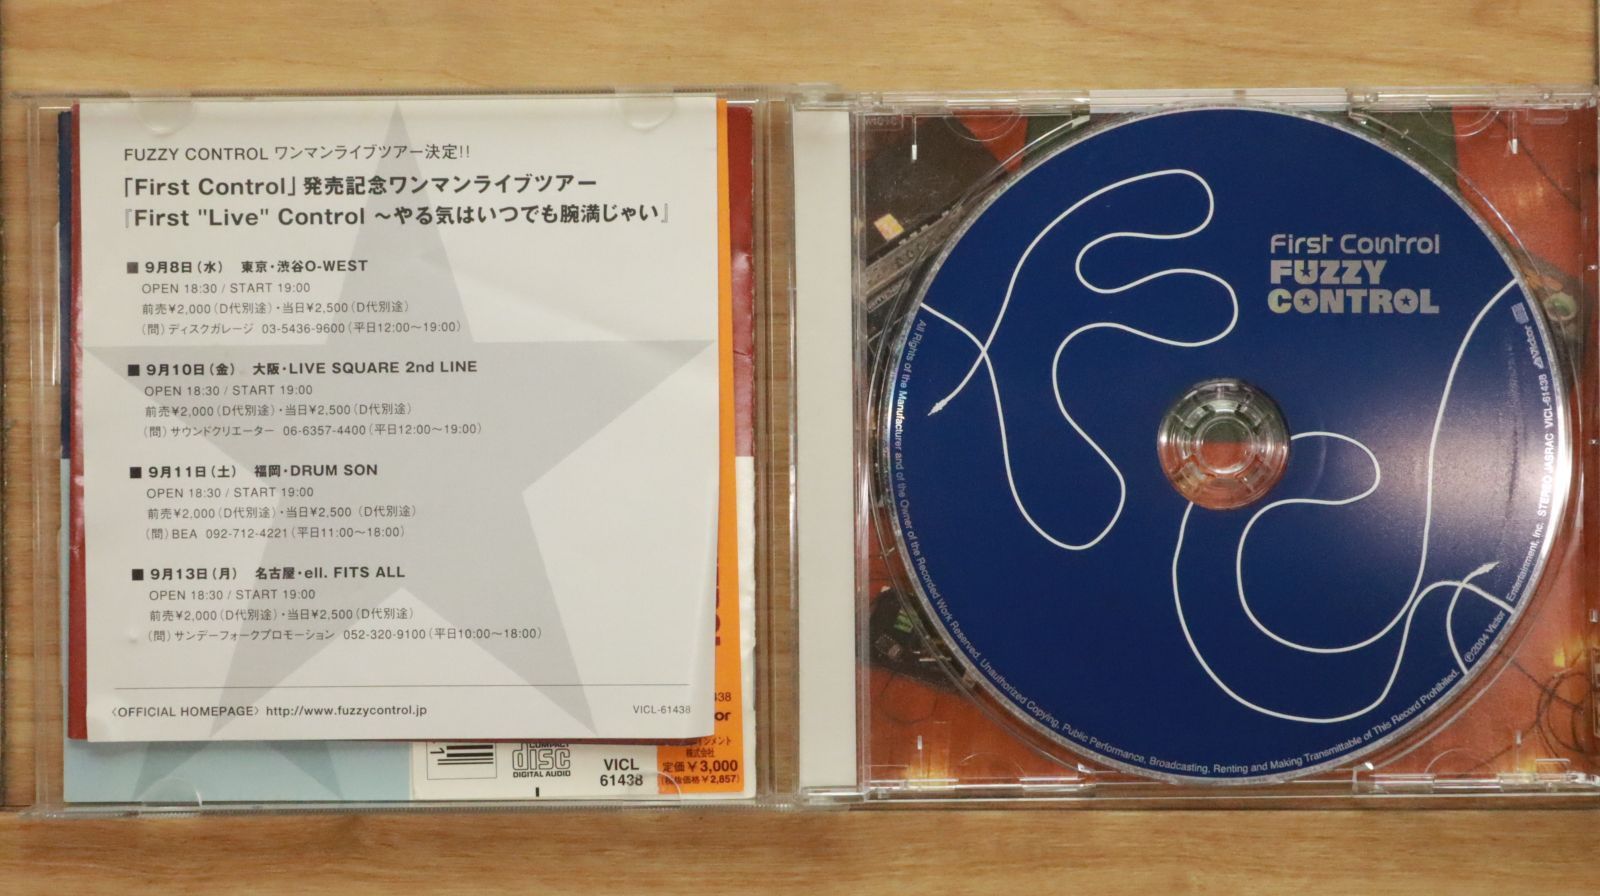 FUZZY CONTROL ワンマンライブツアー決定!!
「First Control」発売記念ワンマンライブツアー
『First "Live" Control ～やる気はいつでも腕満じゃい』
■ 9月8日（水） 東京・渋谷O-WEST
OPEN 18:30 / START 19:00
前売¥2,000（D代別途）・当日¥2,500（D代別途）
（問）ディスクガレージ 03-5436-9600（平日12:00～19:00）
■ 9月10日（金） 大阪・LIVE SQUARE 2nd LINE
OPEN 18:30 / START 19:00
前売¥2,000（D代別途）・当日¥2,500（D代別途）
（問）サウンドクリエーター 06-6357-4400（平日12:00～19:00）
■ 9月11日（土） 福岡・DRUM SON
OPEN 18:30 / START 19:00
前売¥2,000（D代別途）・当日¥2,500（D代別途）
（問）BEA 092-712-4221（平日11:00～18:00）
■ 9月13日（月） 名古屋・ell. FITS ALL
OPEN 18:30 / START 19:00
前売¥2,000（D代別途）・当日¥2,500（D代別途）
（問）サンデーフォークプロモーション 052-320-9100（平日10:00～18:00）
〈OFFICIAL HOMEPAGE〉http://www.fuzzycontrol.jp
VICL-61438
COMPACT
disc
DIGITAL AUDIO
VICL
61438
株式会社
定価¥3,000
（税抜価格¥2,857）
First Control
FUZZY
CONTROL
Victor
STEREO JASRAC VICL-61438
All Rights of the Manufacturer and of the Owner of the Recorded Work Reserved. Unauthorized Copying, Public Performance, Broadcasting, Renting and Making Transmittable of This Record Prohibited. ℗2004 Victor Entertainment, Inc.